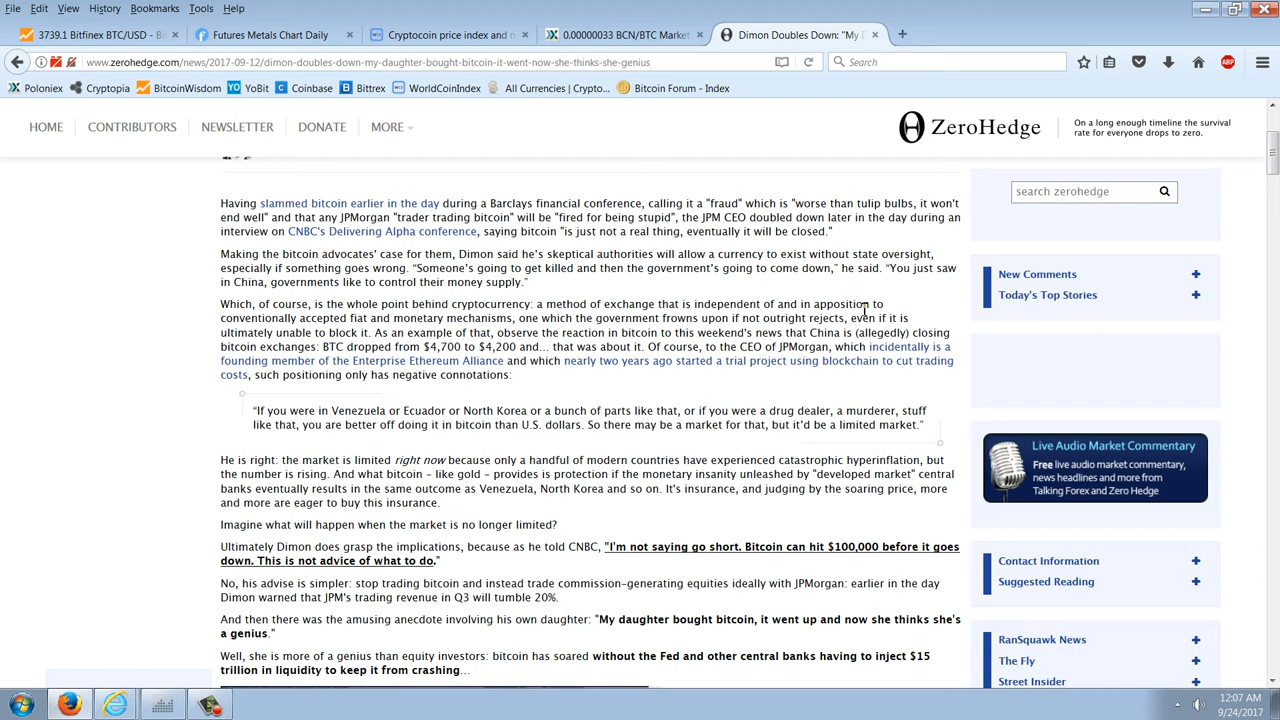 File Edit View History Bookmarks Tools Help
3739.1 Bitfinex BTC/USD - Bi
Futures Metals Chart Daily
Cryptocoin price index and m
0.00000033 BCN/BTC Market
Dimon Doubles Down: "My D
www.zerohedge.com/news/2017-09-12/dimon-doubles-down-my-daughter-bought-bitcoin-it-went-now-she-thinks-she-genius
Search
Poloniex Cryptopia BitcoinWisdom YoBit Coinbase Bittrex WorldCoinIndex All Currencies | Crypto... Bitcoin Forum - Index
HOME CONTRIBUTORS NEWSLETTER DONATE MORE
ZeroHedge
On a long enough timeline the survival
rate for everyone drops to zero.
Having slammed bitcoin earlier in the day during a Barclays financial conference, calling it a "fraud" which is "worse than tulip bulbs, it won't
end well" and that any JPMorgan "trader trading bitcoin" will be "fired for being stupid", the JPM CEO doubled down later in the day during an
interview on CNBC's Delivering Alpha conference, saying bitcoin "is just not a real thing, eventually it will be closed."
Making the bitcoin advocates' case for them, Dimon said he's skeptical authorities will allow a currency to exist without state oversight,
especially if something goes wrong. “Someone’s going to get killed and then the government’s going to come down,” he said. “You just saw
in China, governments like to control their money supply.”
Which, of course, is the whole point behind cryptocurrency: a method of exchange that is independent of and in apposition to
conventionally accepted fiat and monetary mechanisms, one which the government frowns upon if not outright rejects, even if it is
ultimately unable to block it. As an example of that, observe the reaction in bitcoin to this weekend's news that China is (allegedly) closing
bitcoin exchanges: BTC dropped from $4,700 to $4,200 and... that was about it. Of course, to the CEO of JPMorgan, which incidentally is a
founding member of the Enterprise Ethereum Alliance and which nearly two years ago started a trial project using blockchain to cut trading
costs, such positioning only has negative connotations:
“If you were in Venezuela or Ecuador or North Korea or a bunch of parts like that, or if you were a drug dealer, a murderer, stuff
like that, you are better off doing it in bitcoin than U.S. dollars. So there may be a market for that, but it’d be a limited market.”
He is right: the market is limited right now because only a handful of modern countries have experienced catastrophic hyperinflation, but
the number is rising. And what bitcoin - like gold - provides is protection if the monetary insanity unleashed by "developed market" central
banks eventually results in the same outcome as Venezuela, North Korea and so on. It's insurance, and judging by the soaring price, more
and more are eager to buy this insurance.
Imagine what will happen when the market is no longer limited?
Ultimately Dimon does grasp the implications, because as he told CNBC, "I'm not saying go short. Bitcoin can hit $100,000 before it goes
down. This is not advice of what to do."
No, his advise is simpler: stop trading bitcoin and instead trade commission-generating equities ideally with JPMorgan: earlier in the day
Dimon warned that JPM's trading revenue in Q3 will tumble 20%.
And then there was the amusing anecdote involving his own daughter: "My daughter bought bitcoin, it went up and now she thinks she's
a genius."
Well, she is more of a genius than equity investors: bitcoin has soared without the Fed and other central banks having to inject $15
trillion in liquidity to keep it from crashing...
search zerohedge
New Comments
Today's Top Stories
Live Audio Market Commentary
Free live audio market commentary,
news headlines and more from
Talking Forex and Zero Hedge
Contact Information
Suggested Reading
RanSquawk News
The Fly
Street Insider
12:07 AM
9/24/2017